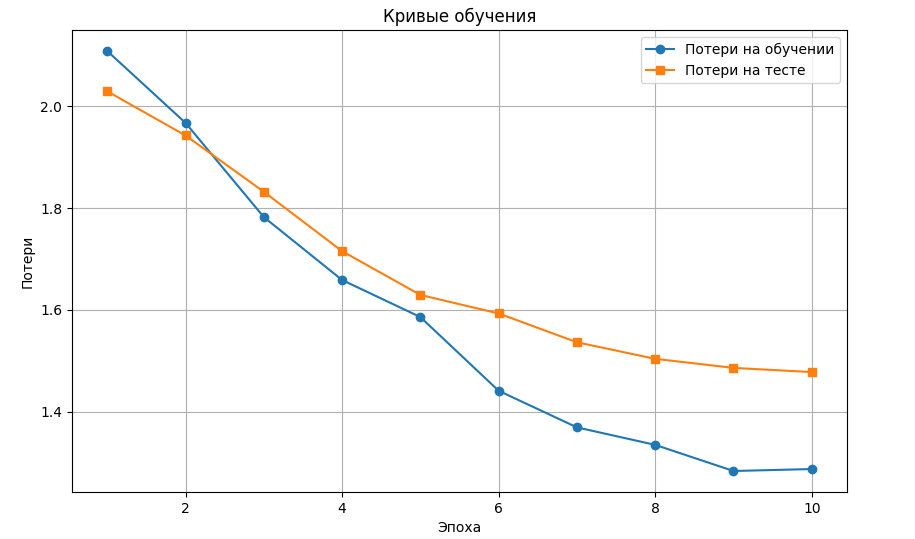 Кривые обучения
Потери на обучении
Потери на тесте
2.0
1.8
1.6
1.4
Потери
2 4 6 8 10
Эпоха